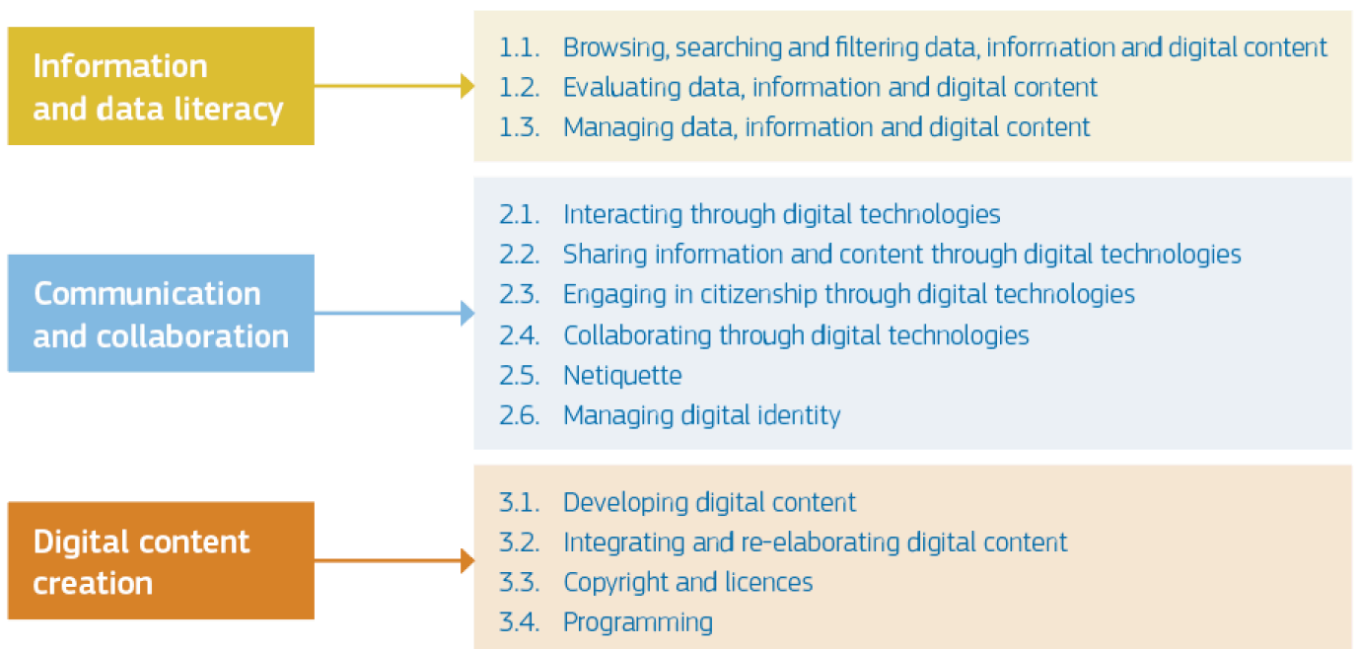 Information
and data literacy
1.1. Browsing, searching and filtering data, information and digital content
1.2. Evaluating data, information and digital content
1.3. Managing data, information and digital content
Communication
and collaboration
2.1. Interacting through digital technologies
2.2. Sharing information and content through digital technologies
2.3. Engaging in citizenship through digital technologies
2.4. Collaborating through digital technologies
2.5. Netiquette
2.6. Managing digital identity
Digital content
creation
3.1. Developing digital content
3.2. Integrating and re-elaborating digital content
3.3. Copyright and licences
3.4. Programming